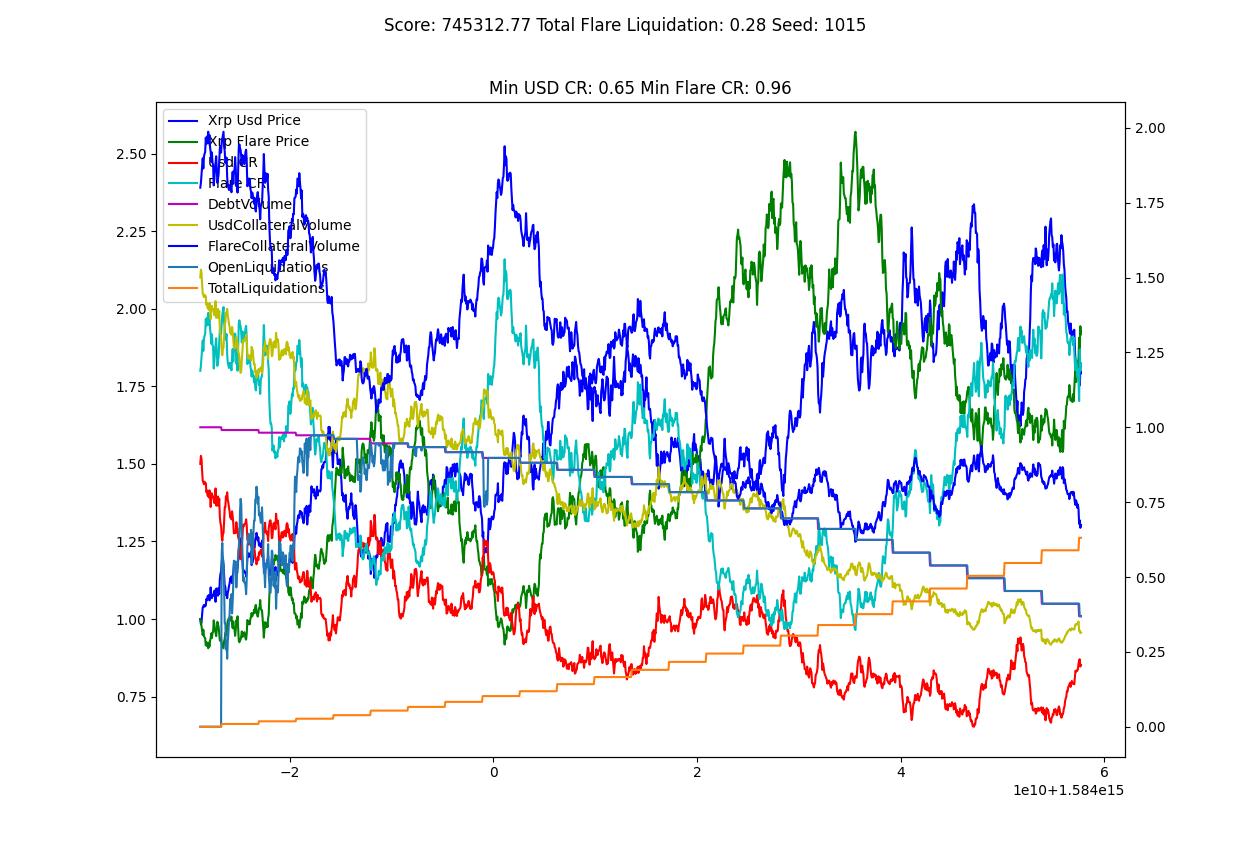 Score: 745312.77 Total Flare Liquidation: 0.28 Seed: 1015
Min USD CR: 0.65 Min Flare CR: 0.96
Xrp Usd Price
Xrp Flare Price
Usd CR
Flare CR
DebtVolume
UsdCollateralVolume
FlareCollateralVolume
OpenLiquidations
TotalLiquidations
2.50
2.25
2.00
1.75
1.50
1.25
1.00
0.75
2.00
1.75
1.50
1.25
1.00
0.75
0.50
0.25
0.00
−2 0 2 4 6
1e10+1.584e15